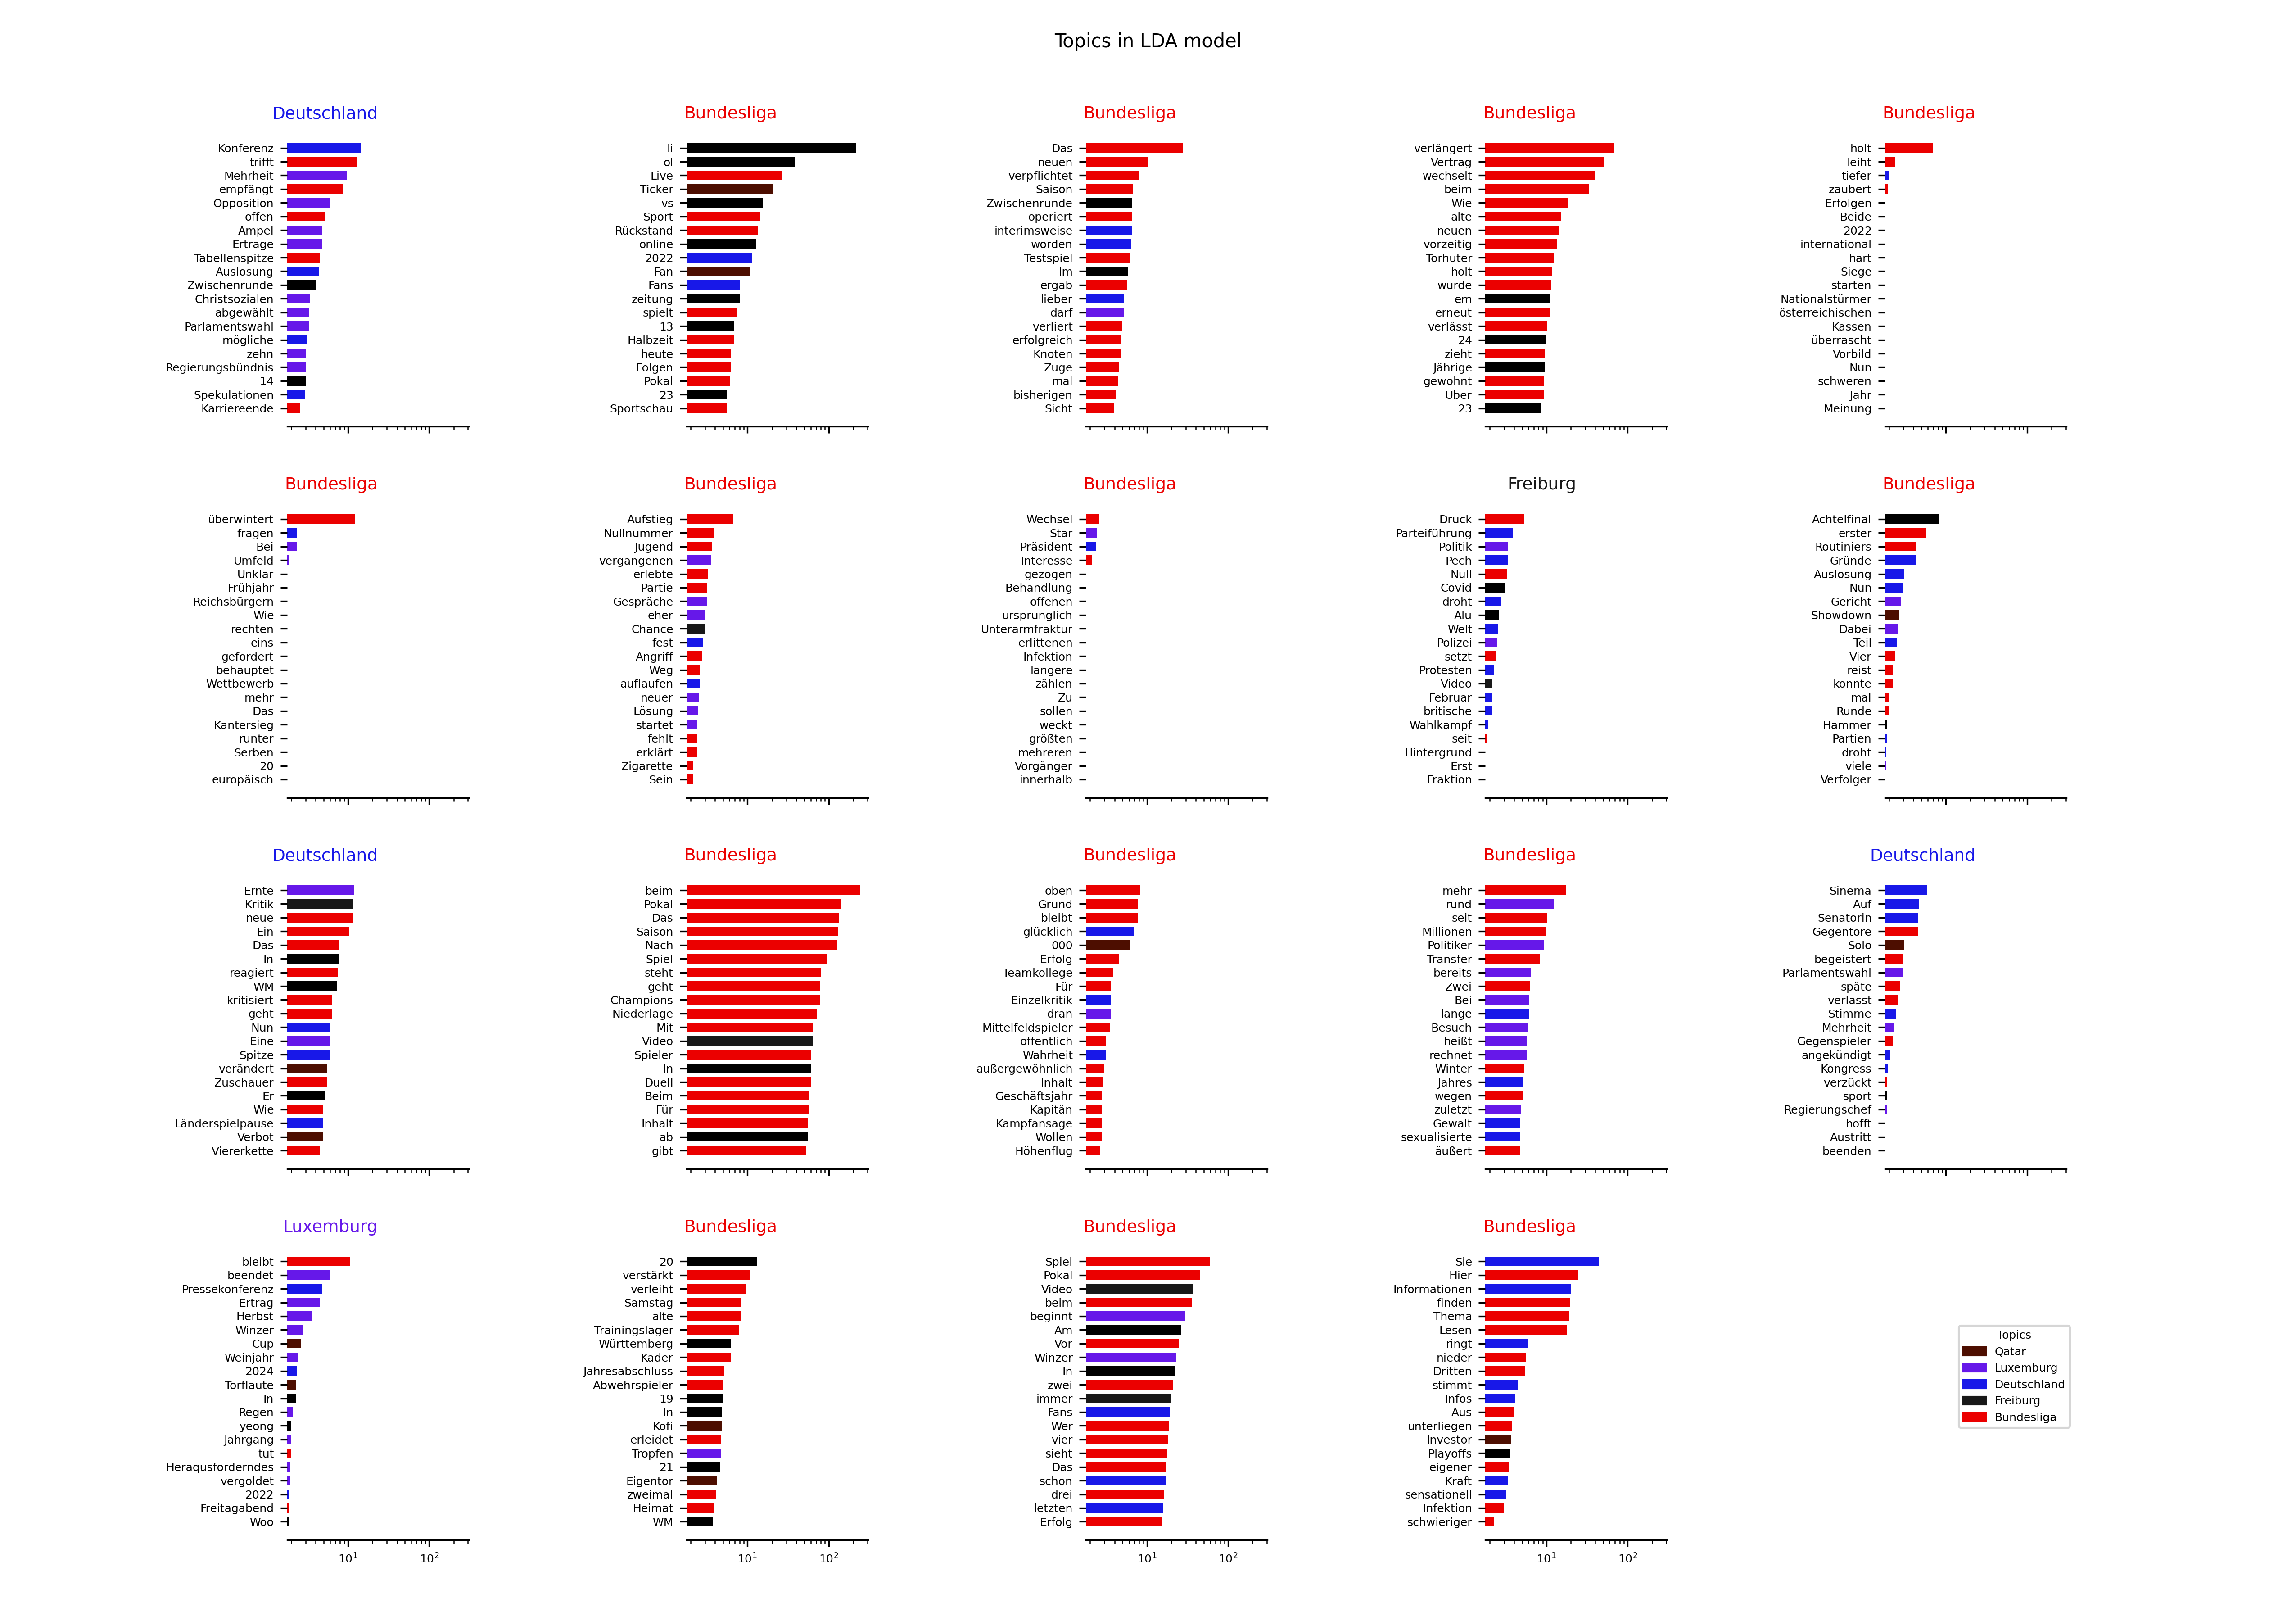 Topics in LDA model
Deutschland
Konferenz
trifft
Mehrheit
empfängt
Opposition
offen
Ampel
Erträge
Tabellenspitze
Auslosung
Zwischenrunde
Christsozialen
abgewählt
Parlamentswahl
mögliche
zehn
Regierungsbündnis
14
Spekulationen
Karriereende
Bundesliga
li
ol
Live
Ticker
vs
Sport
Rückstand
online
2022
Fan
Fans
zeitung
spielt
13
Halbzeit
heute
Folgen
Pokal
23
Sportschau
Bundesliga
Das
neuen
verpflichtet
Saison
Zwischenrunde
operiert
interimsweise
worden
Testspiel
Im
ergab
lieber
darf
verliert
erfolgreich
Knoten
Zuge
mal
bisherigen
Sicht
Bundesliga
verlängert
Vertrag
wechselt
beim
Wie
alte
neuen
vorzeitig
Torhüter
holt
wurde
em
erneut
verlässt
24
zieht
Jährige
gewohnt
Über
23
Bundesliga
holt
leiht
tiefer
zaubert
Erfolgen
Beide
2022
international
hart
Siege
starten
Nationalstürmer
österreichischen
Kassen
überrascht
Vorbild
Nun
schweren
Jahr
Meinung
Bundesliga
überwintert
fragen
Bei
Umfeld
Unklar
Frühjahr
Reichsbürgern
Wie
rechten
eins
gefordert
behauptet
Wettbewerb
mehr
Das
Kantersieg
runter
Serben
20
europäisch
Bundesliga
Aufstieg
Nullnummer
Jugend
vergangenen
erlebte
Partie
Gespräche
eher
Chance
fest
Angriff
Weg
auflaufen
neuer
Lösung
startet
fehlt
erklärt
Zigarette
Sein
Bundesliga
Wechsel
Star
Präsident
Interesse
gezogen
Behandlung
offenen
ursprünglich
Unterarmfraktur
erlittenen
Infektion
längere
zählen
Zu
sollen
weckt
größten
mehreren
Vorgänger
innerhalb
Freiburg
Druck
Parteiführung
Politik
Pech
Null
Covid
droht
Alu
Welt
Polizei
setzt
Protesten
Video
Februar
britische
Wahlkampf
seit
Hintergrund
Erst
Fraktion
Bundesliga
Achtelfinal
erster
Routiniers
Gründe
Auslosung
Nun
Gericht
Showdown
Dabei
Teil
Vier
reist
konnte
mal
Runde
Hammer
Partien
droht
viele
Verfolger
Deutschland
Ernte
Kritik
neue
Ein
Das
In
reagiert
WM
kritisiert
geht
Nun
Eine
Spitze
verändert
Zuschauer
Er
Wie
Länderspielpause
Verbot
Viererkette
Bundesliga
beim
Pokal
Das
Saison
Nach
Spiel
steht
geht
Champions
Niederlage
Mit
Video
Spieler
In
Duell
Beim
Für
Inhalt
ab
gibt
Bundesliga
oben
Grund
bleibt
glücklich
000
Erfolg
Teamkollege
Für
Einzelkritik
dran
Mittelfeldspieler
öffentlich
Wahrheit
außergewöhnlich
Inhalt
Geschäftsjahr
Kapitän
Kampfansage
Wollen
Höhenflug
Bundesliga
mehr
rund
seit
Millionen
Politiker
Transfer
bereits
Zwei
Bei
lange
Besuch
heißt
rechnet
Winter
Jahres
wegen
zuletzt
Gewalt
sexualisierte
äußert
Deutschland
Sinema
Auf
Senatorin
Gegentore
Solo
begeistert
Parlamentswahl
späte
verlässt
Stimme
Mehrheit
Gegenspieler
angekündigt
Kongress
verzückt
sport
Regierungschef
hofft
Austritt
beenden
Luxemburg
bleibt
beendet
Pressekonferenz
Ertrag
Herbst
Winzer
Cup
Weinjahr
2024
Torflaute
In
Regen
yeong
Jahrgang
tut
Heraqusforderndes
vergoldet
2022
Freitagabend
Woo
10¹ 10²
Bundesliga
20
verstärkt
verleiht
Samstag
alte
Trainingslager
Württemberg
Kader
Jahresabschluss
Abwehrspieler
19
In
Kofi
erleidet
Tropfen
21
Eigentor
zweimal
Heimat
WM
10¹ 10²
Bundesliga
Spiel
Pokal
Video
beim
beginnt
Am
Vor
Winzer
In
zwei
immer
Fans
Wer
vier
sieht
Das
schon
drei
letzten
Erfolg
10¹ 10²
Bundesliga
Sie
Hier
Informationen
finden
Thema
Lesen
ringt
nieder
Dritten
stimmt
Infos
Aus
unterliegen
Investor
Playoffs
eigener
Kraft
sensationell
Infektion
schwieriger
10¹ 10²
Topics
Qatar
Luxemburg
Deutschland
Freiburg
Bundesliga